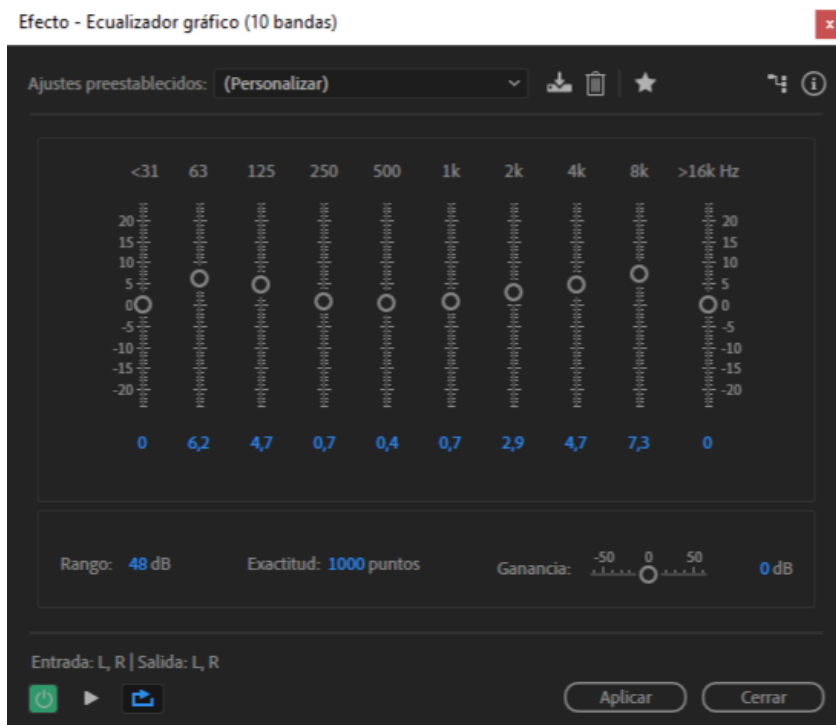 Efecto - Ecualizador gráfico (10 bandas)
x
Ajustes preestablecidos: (Personalizar)
<31 63 125 250 500 1k 2k 4k 8k >16k Hz
20 20
15 15
10 10
5 5
0 0
-5 -5
-10 -10
-15 -15
-20 -20
0 6,2 4,7 0,7 0,4 0,7 2,9 4,7 7,3 0
-50 0 50
Rango: 48 dB Exactitud: 1000 puntos Ganancia: 0 dB
Entrada: L, R | Salida: L, R
Aplicar Cerrar